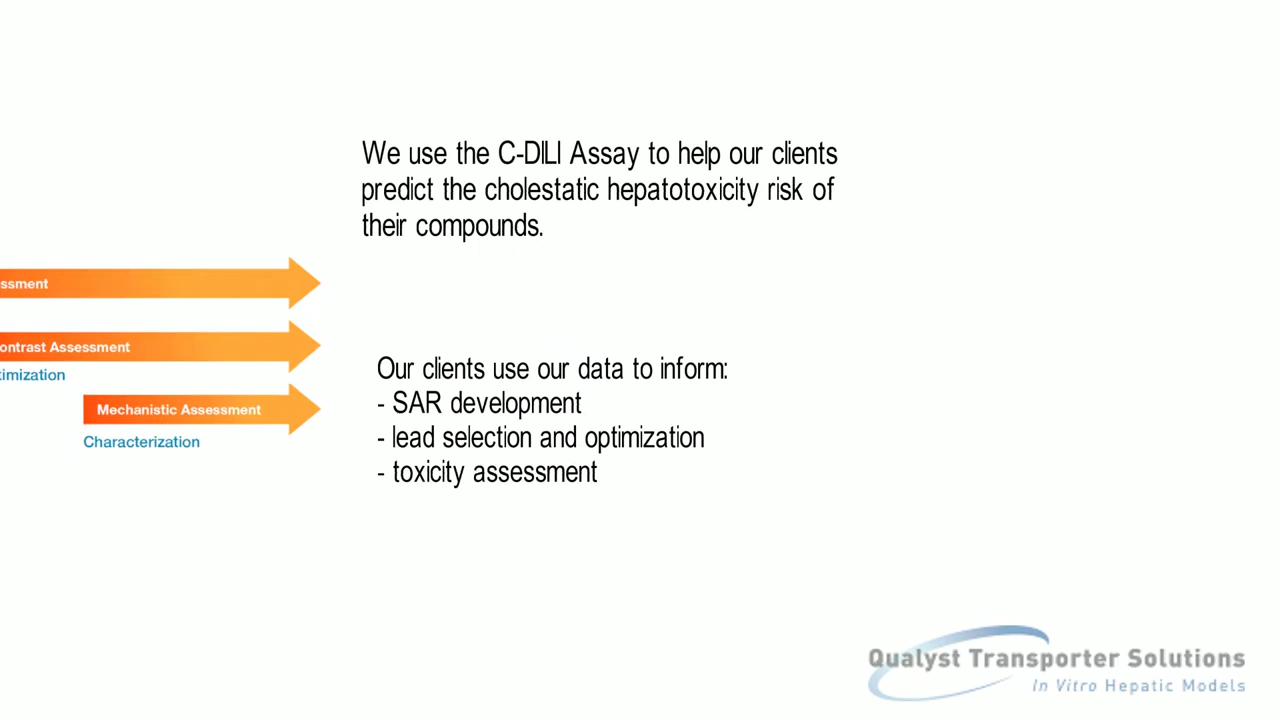 We use the C-DILI Assay to help our clients
predict the cholestatic hepatotoxicity risk of
their compounds.
ssment
ontrast Assessment
timization
Mechanistic Assessment
Characterization
Our clients use our data to inform:
- SAR development
- lead selection and optimization
- toxicity assessment
Qualyst Transporter Solutions
In Vitro Hepatic Models